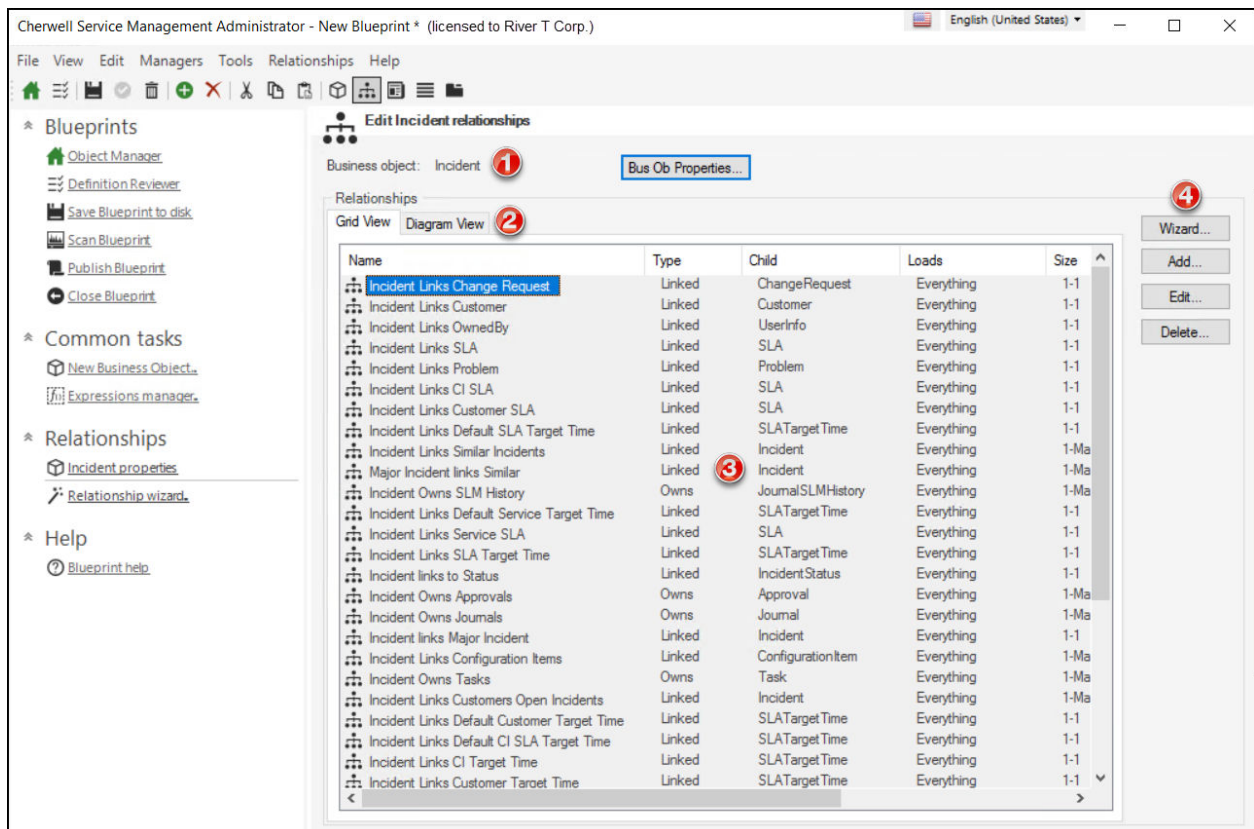 Cherwell Service Management Administrator - New Blueprint * (licensed to River T Corp.)
English (United States)
File View Edit Managers Tools Relationships Help
Blueprints
Object Manager
Definition Reviewer
Save Blueprint to disk
Scan Blueprint
Publish Blueprint
Close Blueprint
Common tasks
New Business Object...
Expressions manager...
Relationships
Incident properties
Relationship wizard...
Help
Blueprint help
Edit Incident relationships
Business object: Incident 1 Bus Ob Properties...
Relationships
Grid View Diagram View 2
Name Type Child Loads Size
Incident Links Change Request Linked ChangeRequest Everything 1-1
Incident Links Customer Linked Customer Everything 1-1
Incident Links OwnedBy Linked UserInfo Everything 1-1
Incident Links SLA Linked SLA Everything 1-1
Incident Links Problem Linked Problem Everything 1-1
Incident Links CI SLA Linked SLA Everything 1-1
Incident Links Customer SLA Linked SLA Everything 1-1
Incident Links Default SLA Target Time Linked SLATargetTime Everything 1-1
Incident Links Similar Incidents Linked Incident Everything 1-Ma
Major Incident links Similar Linked 3 Incident Everything 1-Ma
Incident Owns SLM History Owns JournalSLMHistory Everything 1-Ma
Incident Links Default Service Target Time Linked SLATargetTime Everything 1-1
Incident Links Service SLA Linked SLA Everything 1-1
Incident Links SLA Target Time Linked SLATargetTime Everything 1-1
Incident links to Status Linked IncidentStatus Everything 1-1
Incident Owns Approvals Owns Approval Everything 1-Ma
Incident Owns Journals Owns Journal Everything 1-Ma
Incident links Major Incident Linked Incident Everything 1-1
Incident Links Configuration Items Linked ConfigurationItem Everything 1-Ma
Incident Owns Tasks Owns Task Everything 1-Ma
Incident Links Customers Open Incidents Linked Incident Everything 1-Ma
Incident Links Default Customer Target Time Linked SLATargetTime Everything 1-1
Incident Links Default CI SLA Target Time Linked SLATargetTime Everything 1-1
Incident Links CI Target Time Linked SLATargetTime Everything 1-1
Incident Links Customer Target Time Linked SLATargetTime Everything 1-1
4
Wizard...
Add...
Edit...
Delete...